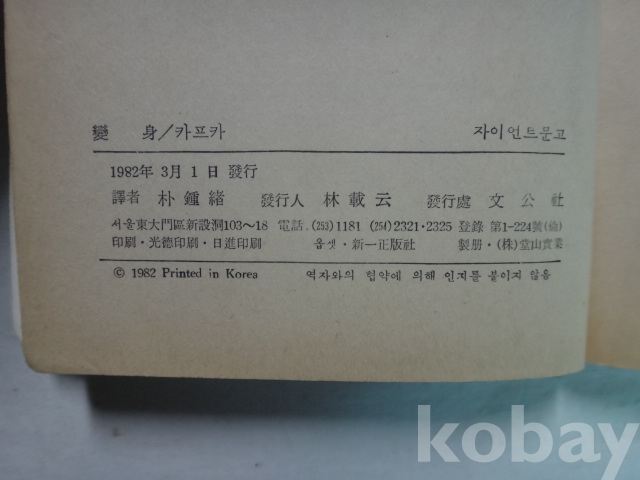 變 身/카프카 자이언트문고
1982年 3月 1日 發行
譯者 朴鍾緖 發行人 林載云 發行處 文公社
서울東大門區新設洞103~18 電話. (253)1181 (254)2321·2325 登錄 第1-224號(倫)
印刷·光德印刷·日進印刷 옵셋·新一正版社 製册·(株)堂山實業
© 1982 Printed in Korea 역자와의 협약에 의해 인지를 붙이지 않음
kobay